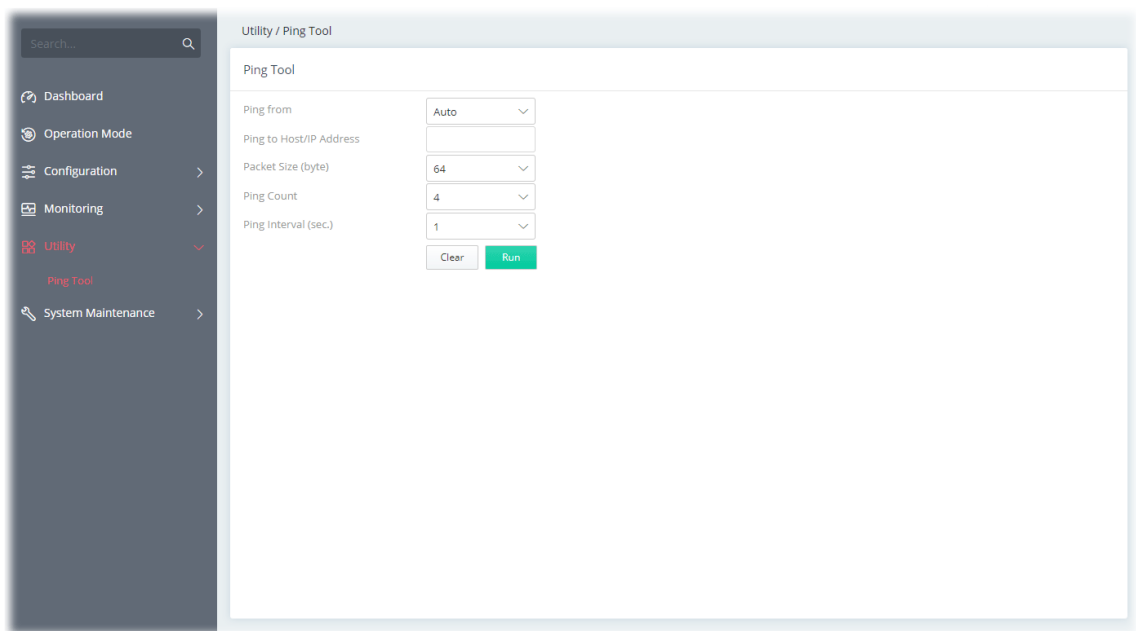 Search...
Dashboard
Operation Mode
Configuration
Monitoring
Utility
Ping Tool
System Maintenance
Utility / Ping Tool
Ping Tool
Ping from Auto
Ping to Host/IP Address
Packet Size (byte) 64
Ping Count 4
Ping Interval (sec.) 1
Clear Run